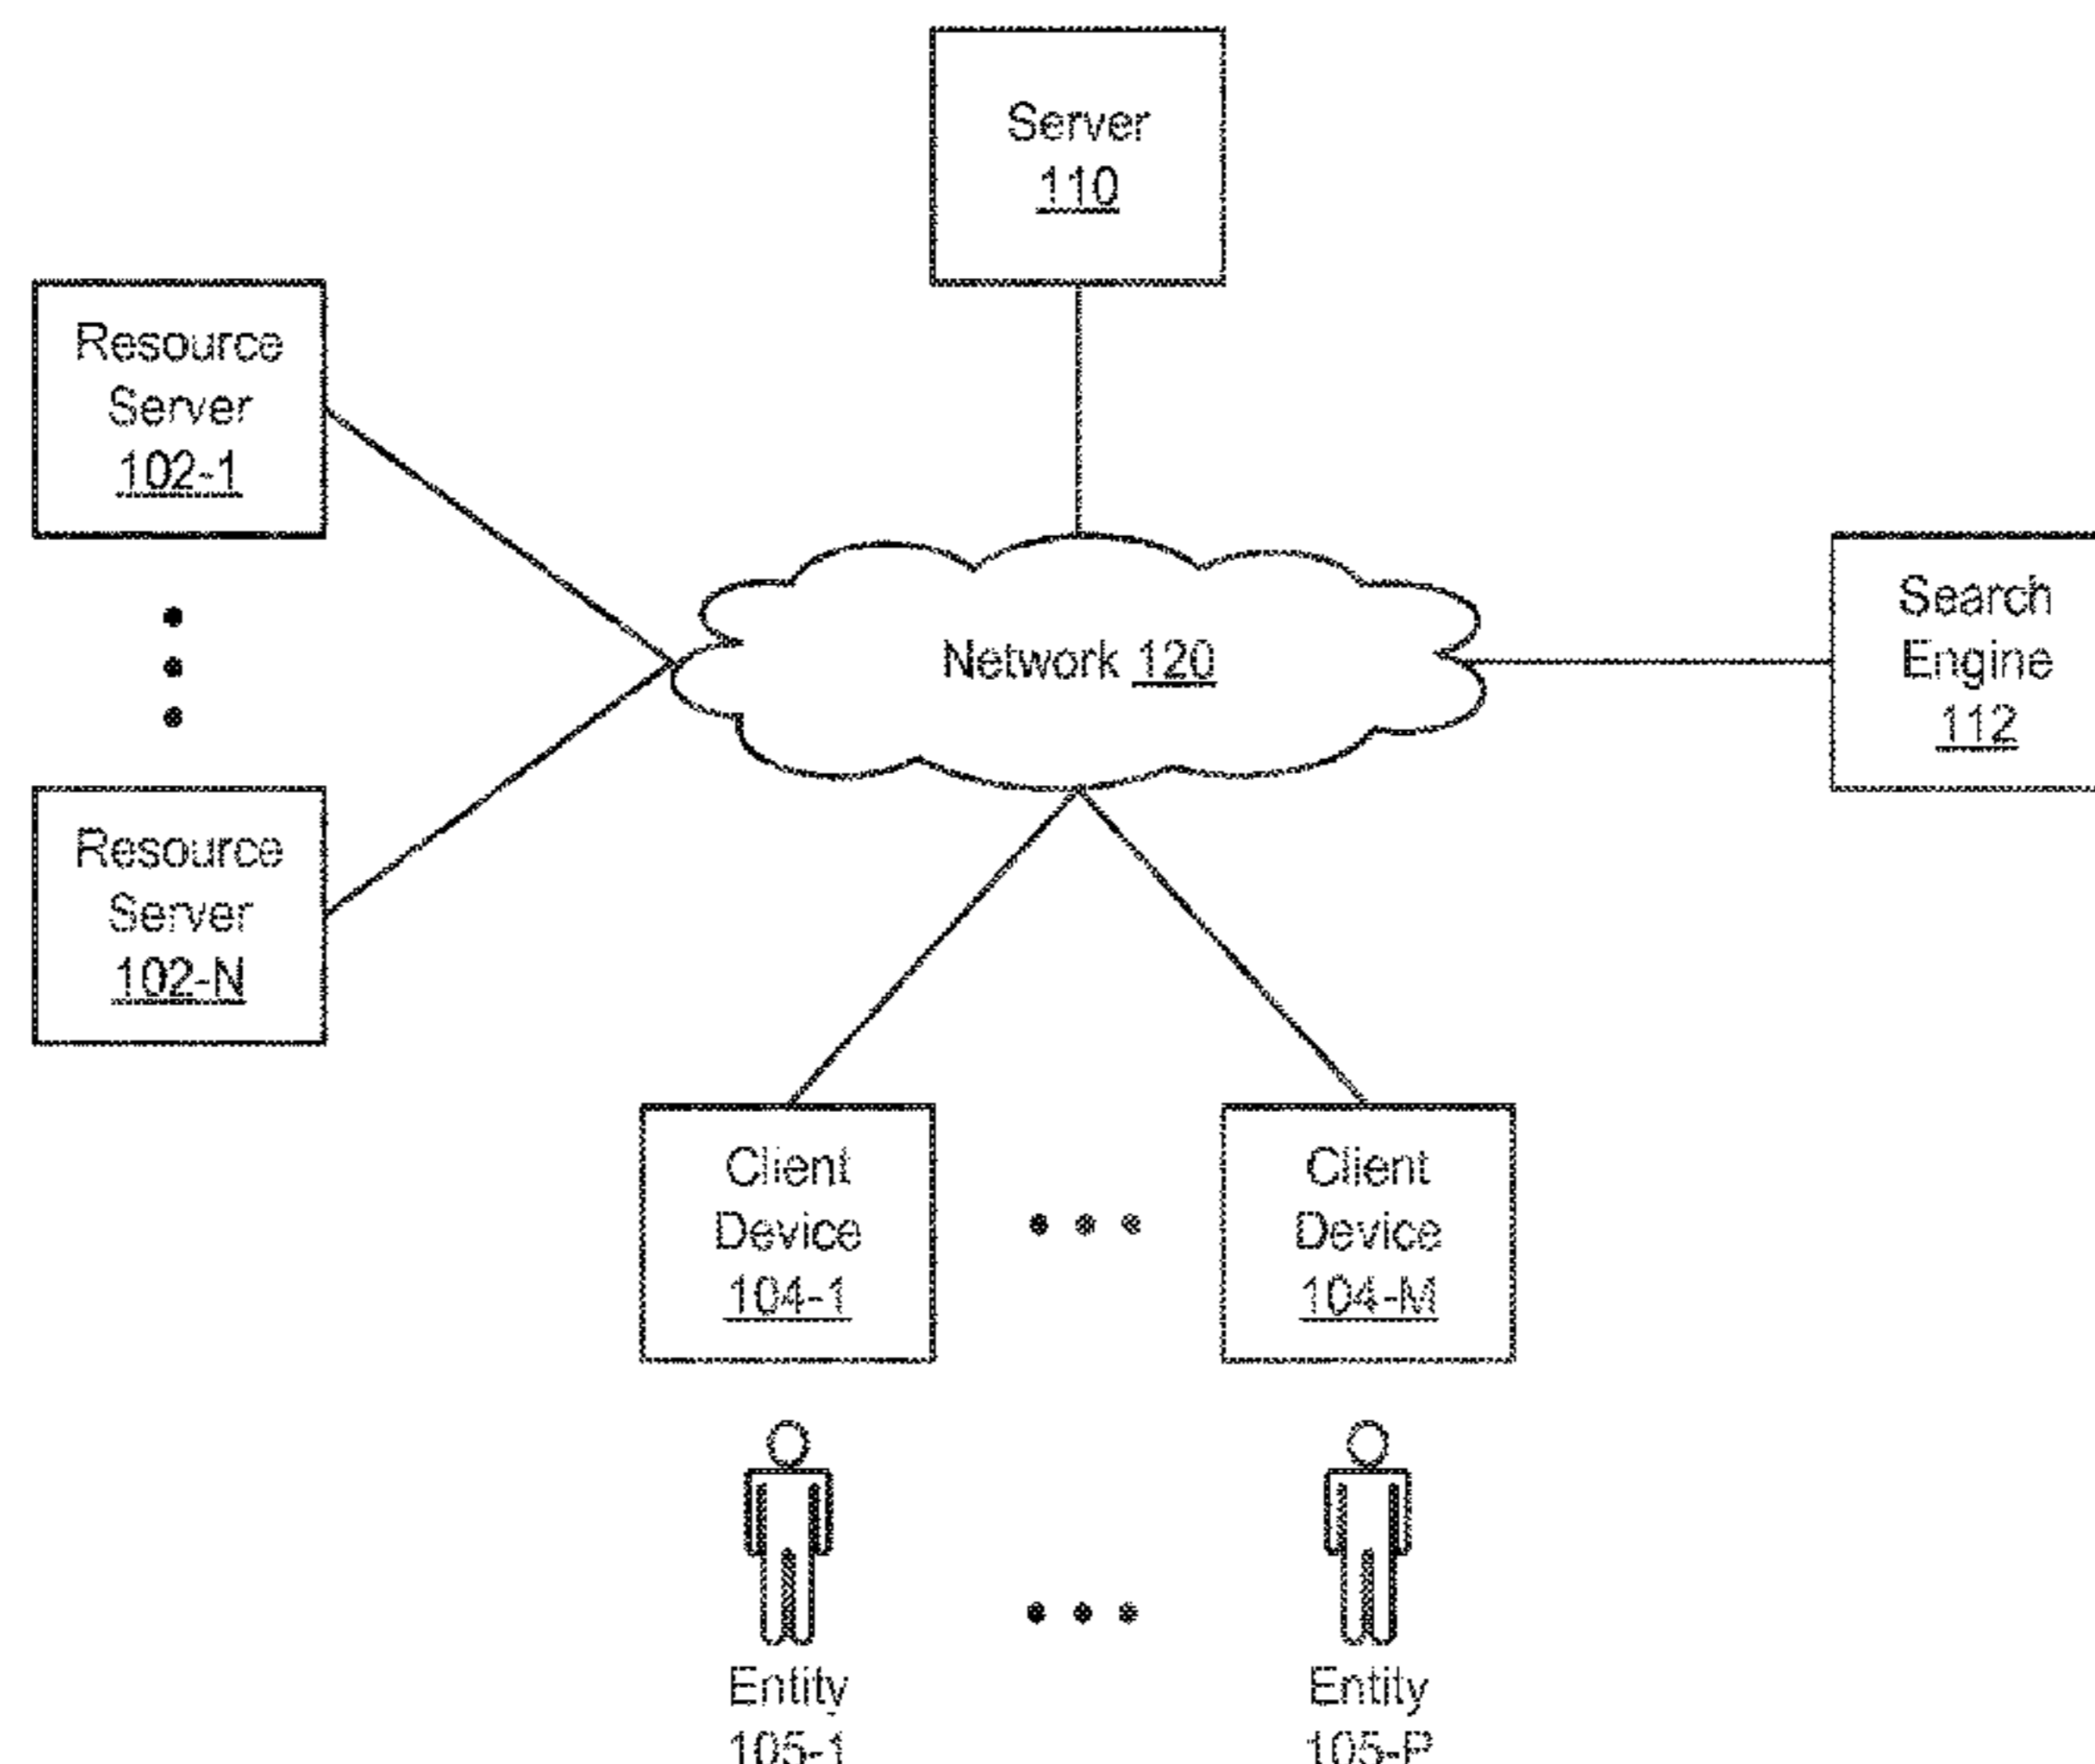 Server
110
Resource
Server
102-1
Network 120
Search
Engine
112
Resource
Server
102-N
Client
Device
104-1
Client
Device
104-M
Entity
105-1
Entity
105-P